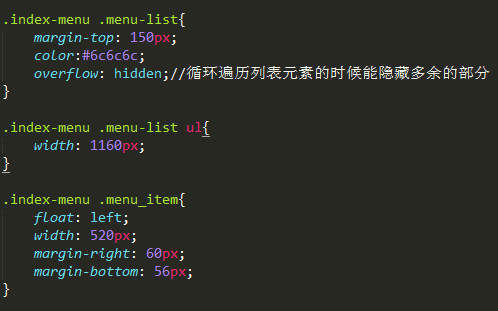 .index-menu .menu-list{
margin-top: 150px;
color:#6c6c6c;
overflow: hidden;//循环遍历列表元素的时候能隐藏多余的部分
}
.index-menu .menu-list ul{
width: 1160px;
}
.index-menu .menu_item{
float: left;
width: 520px;
margin-right: 60px;
margin-bottom: 56px;
}